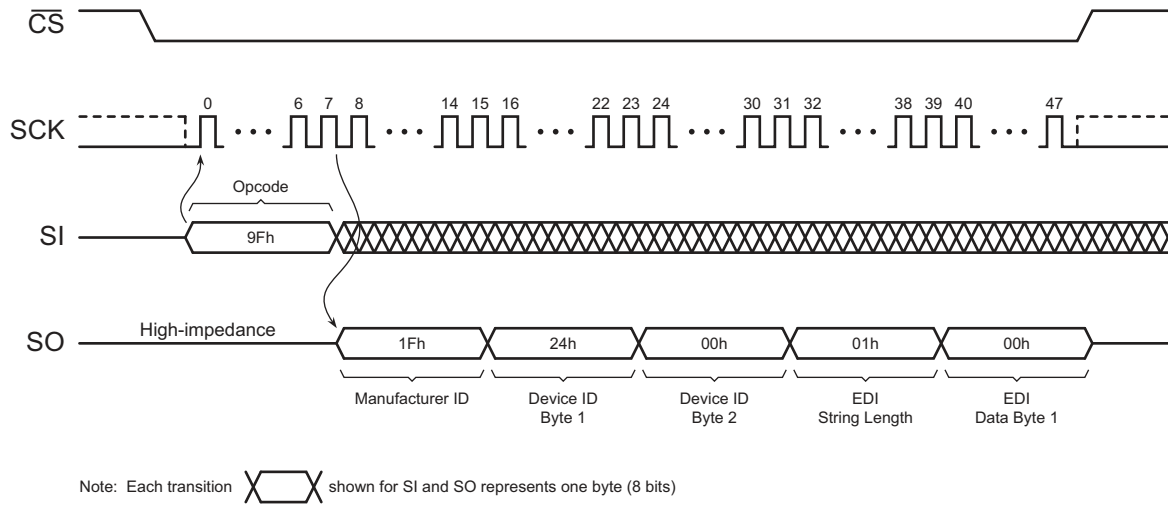 CS
0 6 7 8 14 15 16 22 23 24 30 31 32 38 39 40 47
SCK
Opcode
SI
9Fh
High-impedance
SO
1Fh 24h 00h 01h 00h
Manufacturer ID Device ID Device ID EDI EDI
Byte 1 Byte 2 String Length Data Byte 1
Note: Each transition shown for SI and SO represents one byte (8 bits)